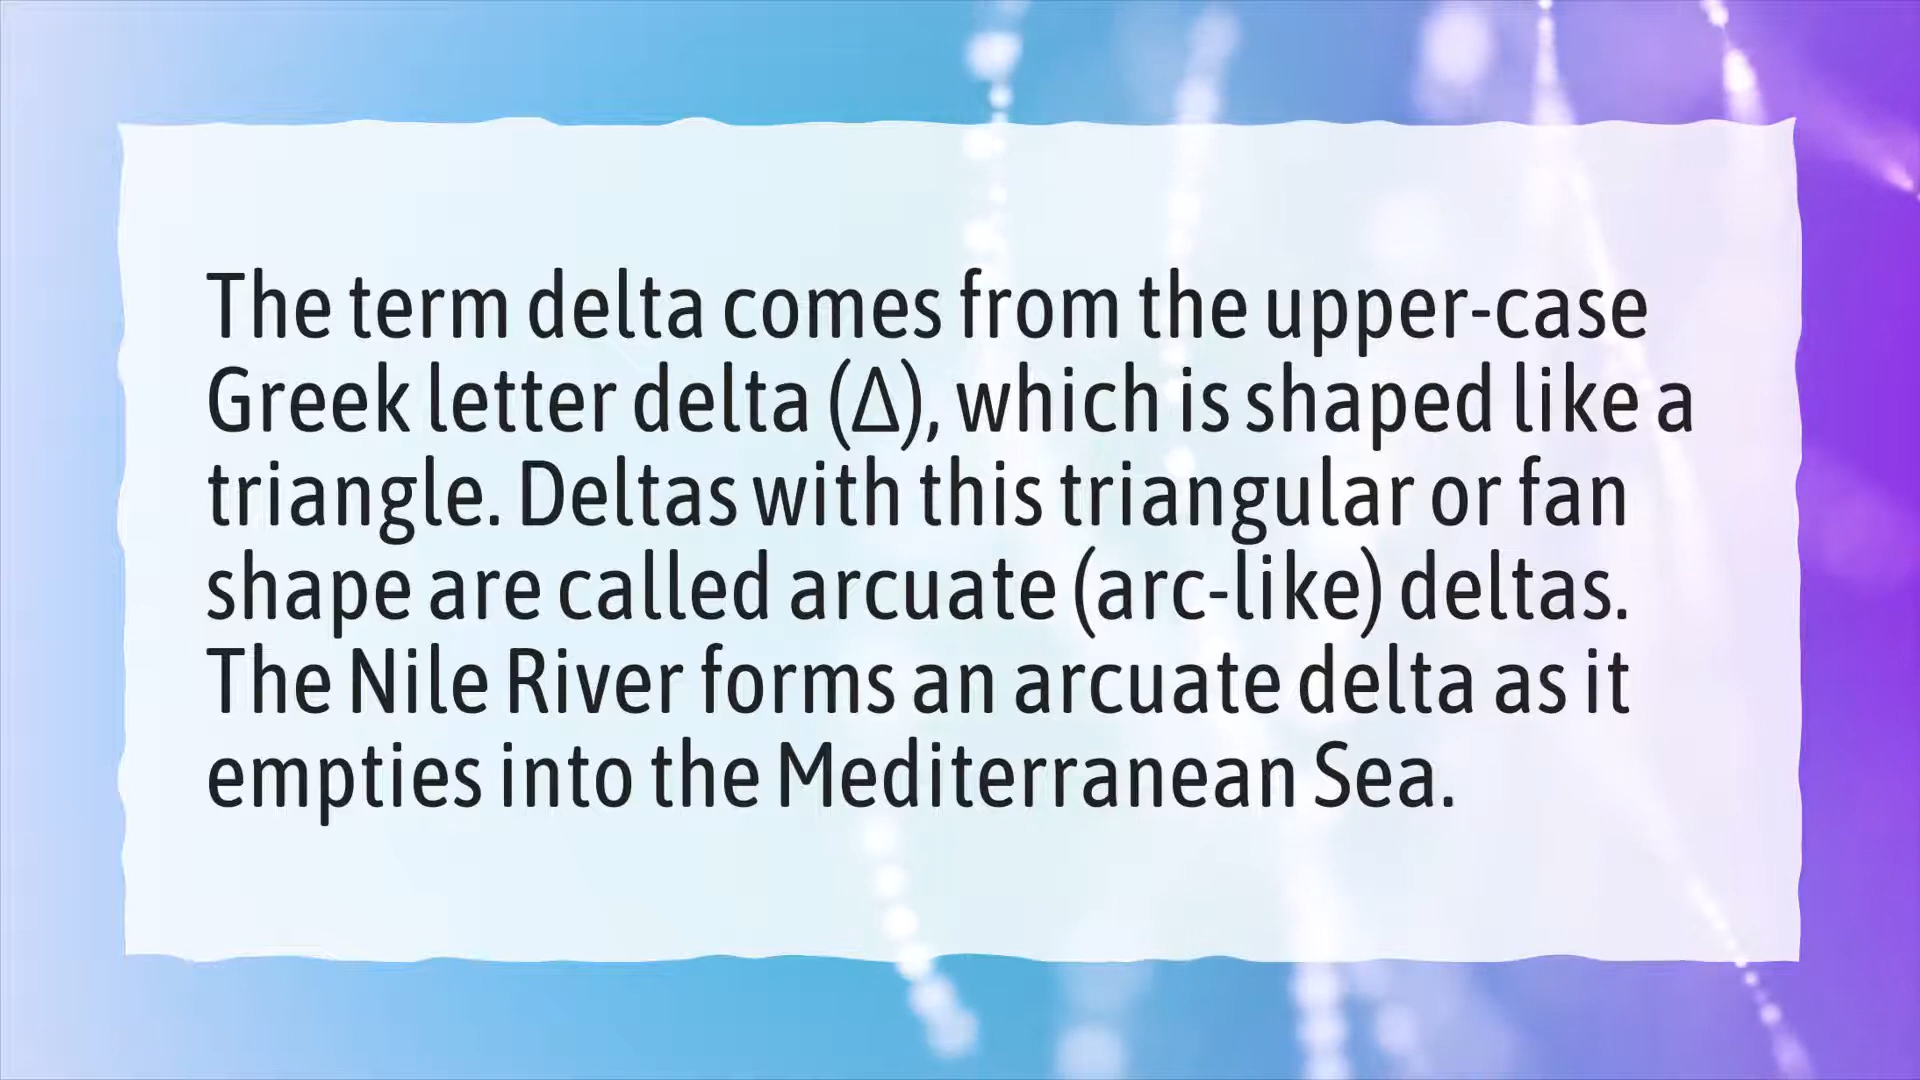 The term delta comes from the upper-case
Greek letter delta (Δ), which is shaped like a
triangle. Deltas with this triangular or fan
shape are called arcuate (arc-like) deltas.
The Nile River forms an arcuate delta as it
empties into the Mediterranean Sea.